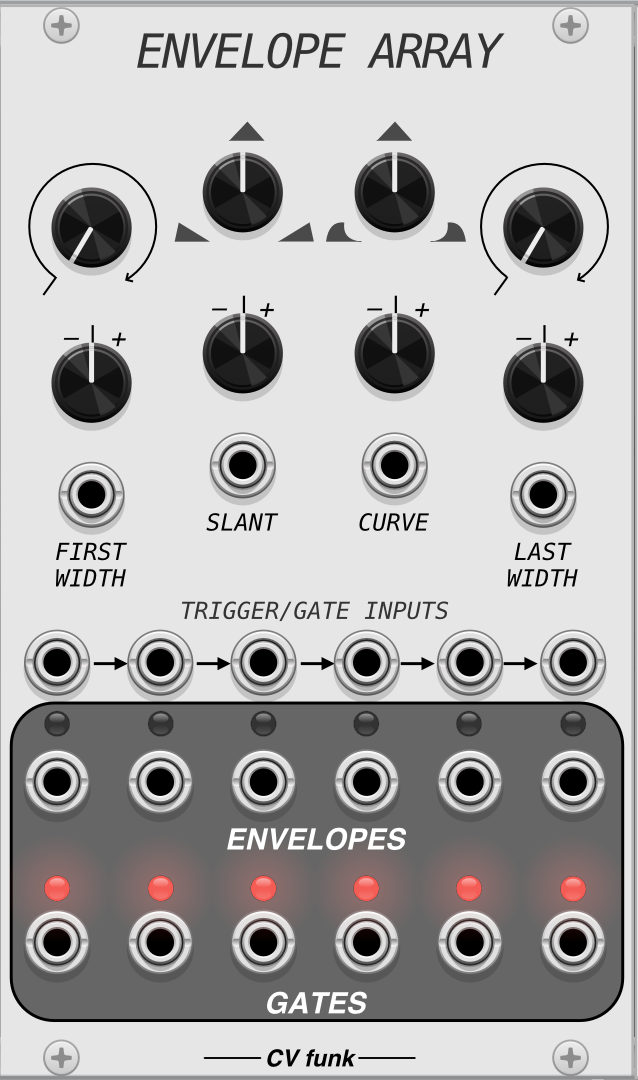 ENVELOPE ARRAY
− | +
− | +
− | +
− | +
SLANT
CURVE
FIRST
WIDTH
LAST
WIDTH
TRIGGER/GATE INPUTS
ENVELOPES
GATES
CV funk